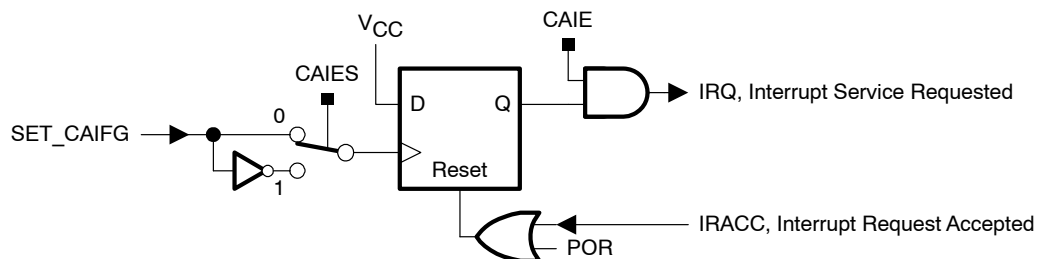 VCC
CAIE
CAIES
D
Q
IRQ, Interrupt Service Requested
0
SET_CAIFG
1
Reset
IRACC, Interrupt Request Accepted
POR